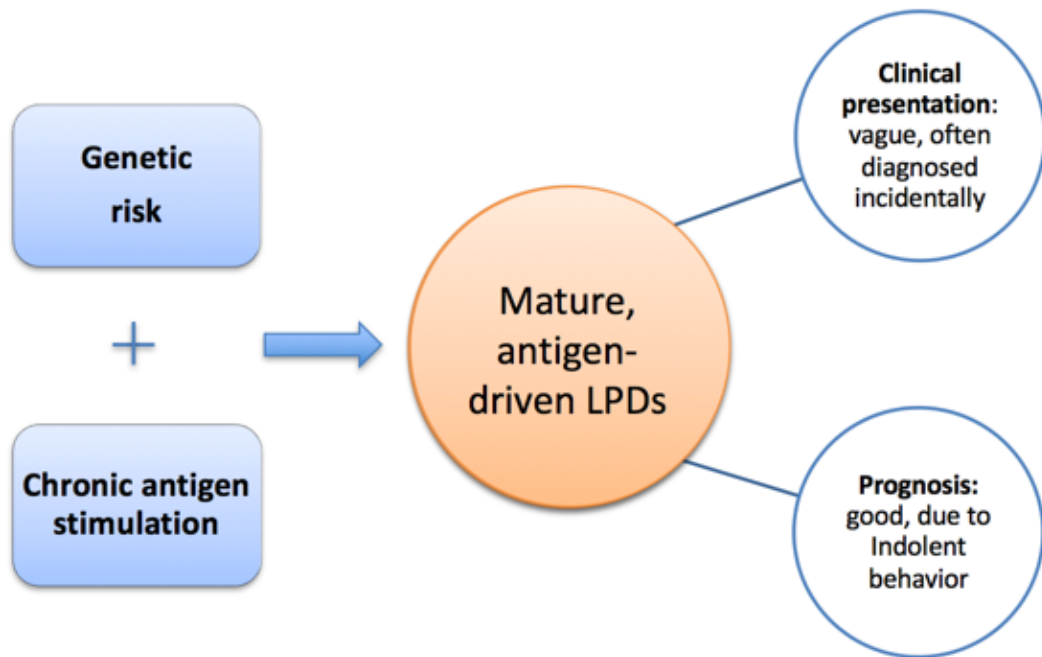 Genetic
risk
+
Chronic antigen
stimulation
Mature,
antigen-
driven LPDs
Clinical
presentation:
vague, often
diagnosed
incidentally
Prognosis:
good, due to
Indolent
behavior